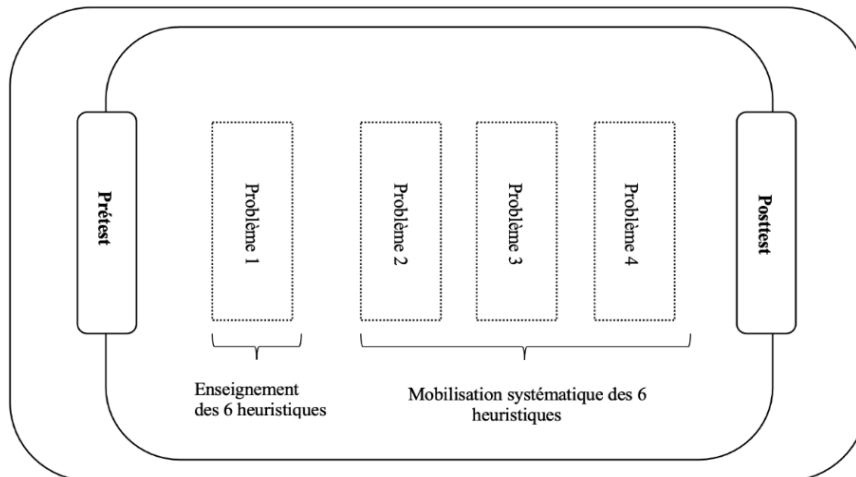 Prétest
Problème 1
Problème 2
Problème 3
Problème 4
Posttest
Enseignement
des 6 heuristiques
Mobilisation systématique des 6
heuristiques